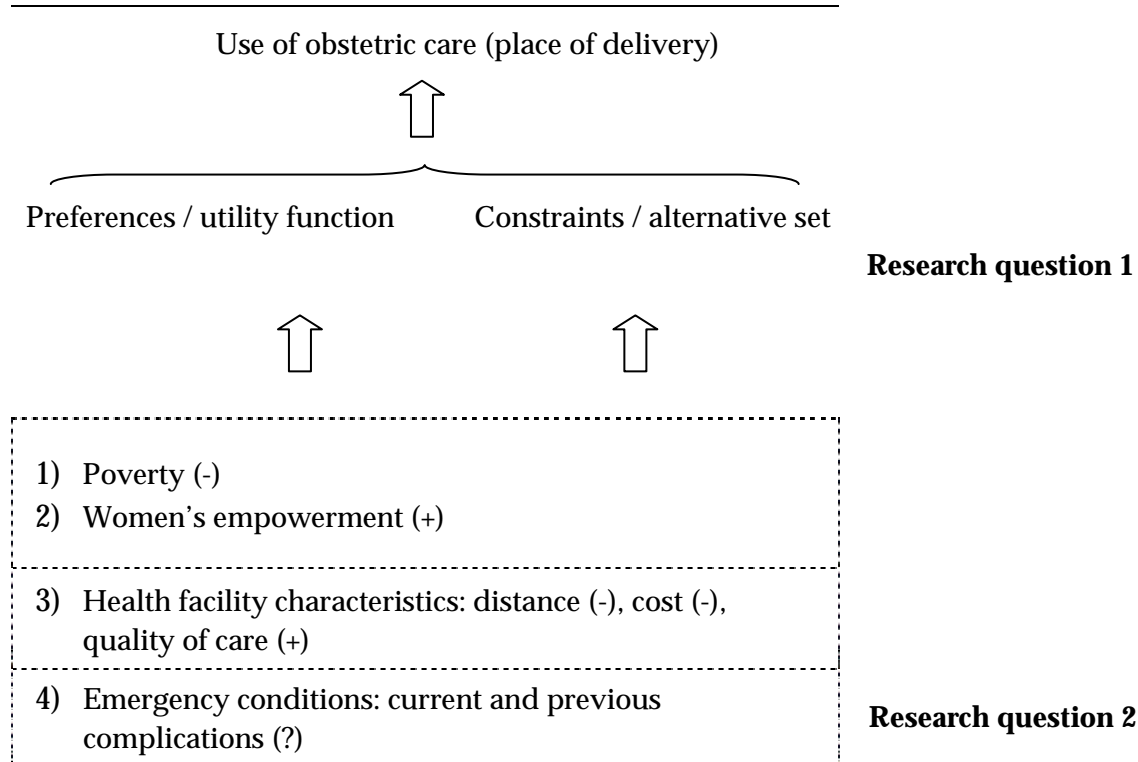 Use of obstetric care (place of delivery)
Preferences / utility function
Constraints / alternative set
Research question 1
1) Poverty (-)
2) Women's empowerment (+)
3) Health facility characteristics: distance (-), cost (-),
quality of care (+)
4) Emergency conditions: current and previous
complications (?)
Research question 2